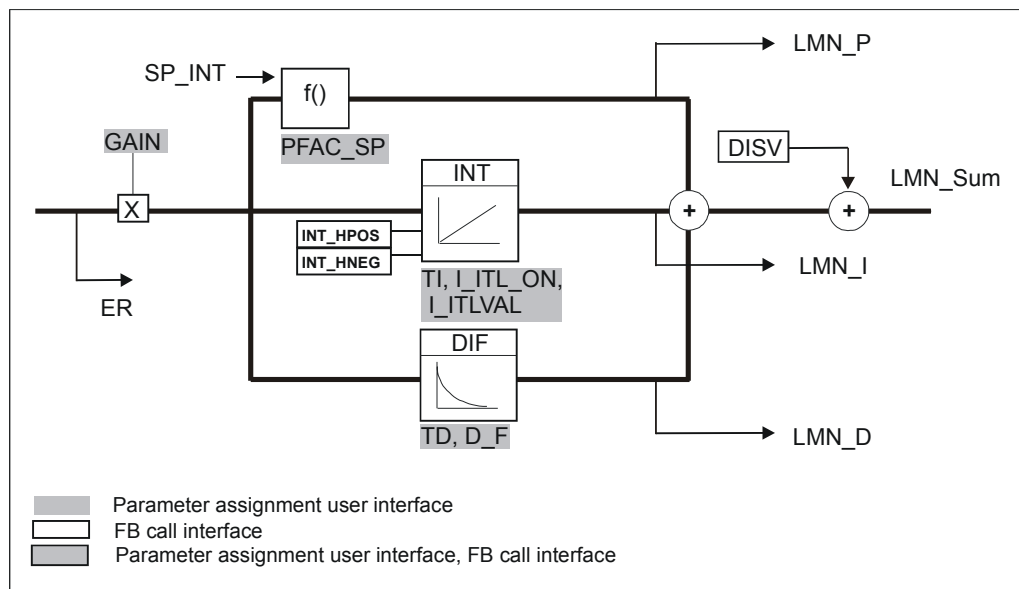 LMN_P
SP_INT
f()
GAIN
PFAC_SP
DISV
INT
LMN_Sum
X
+
+
INT_HPOS
INT_HNEG
LMN_I
TI, I_ITL_ON,
I_ITLVAL
ER
DIF
TD, D_F
LMN_D
Parameter assignment user interface
FB call interface
Parameter assignment user interface, FB call interface